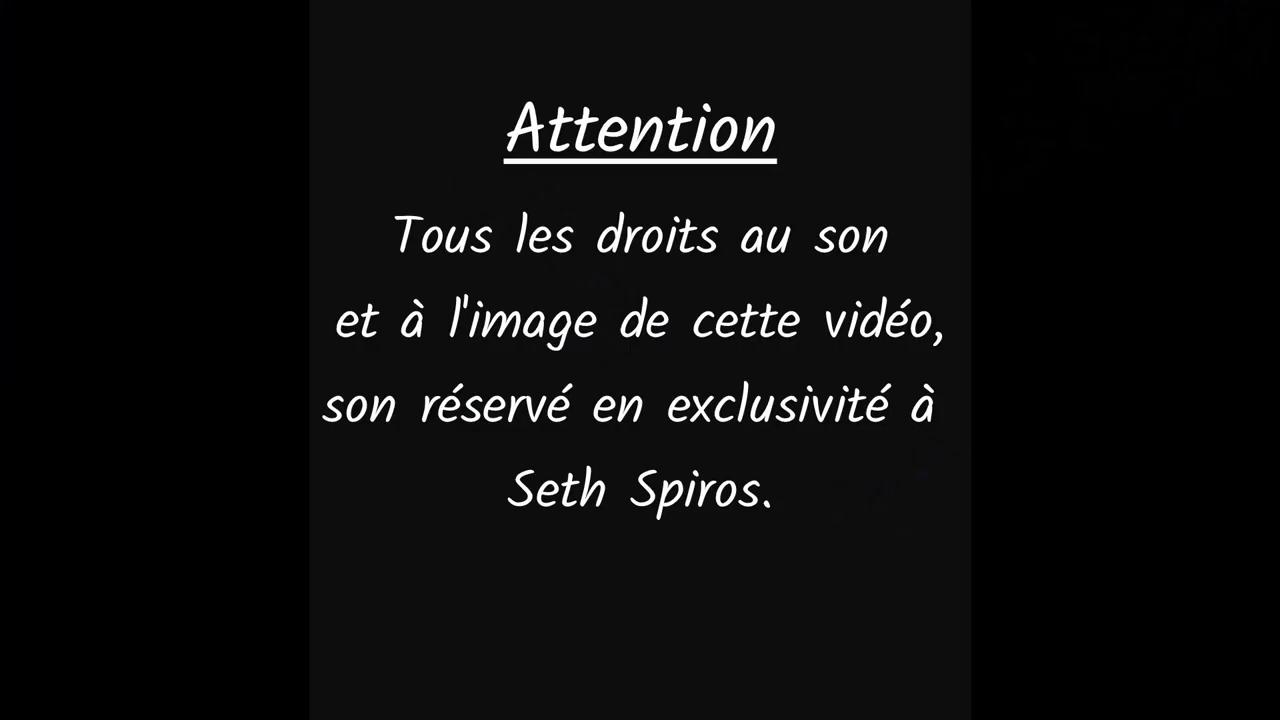 Attention
Tous les droits au son
et à l'image de cette vidéo,
son réservé en exclusivité à
Seth Spiros.